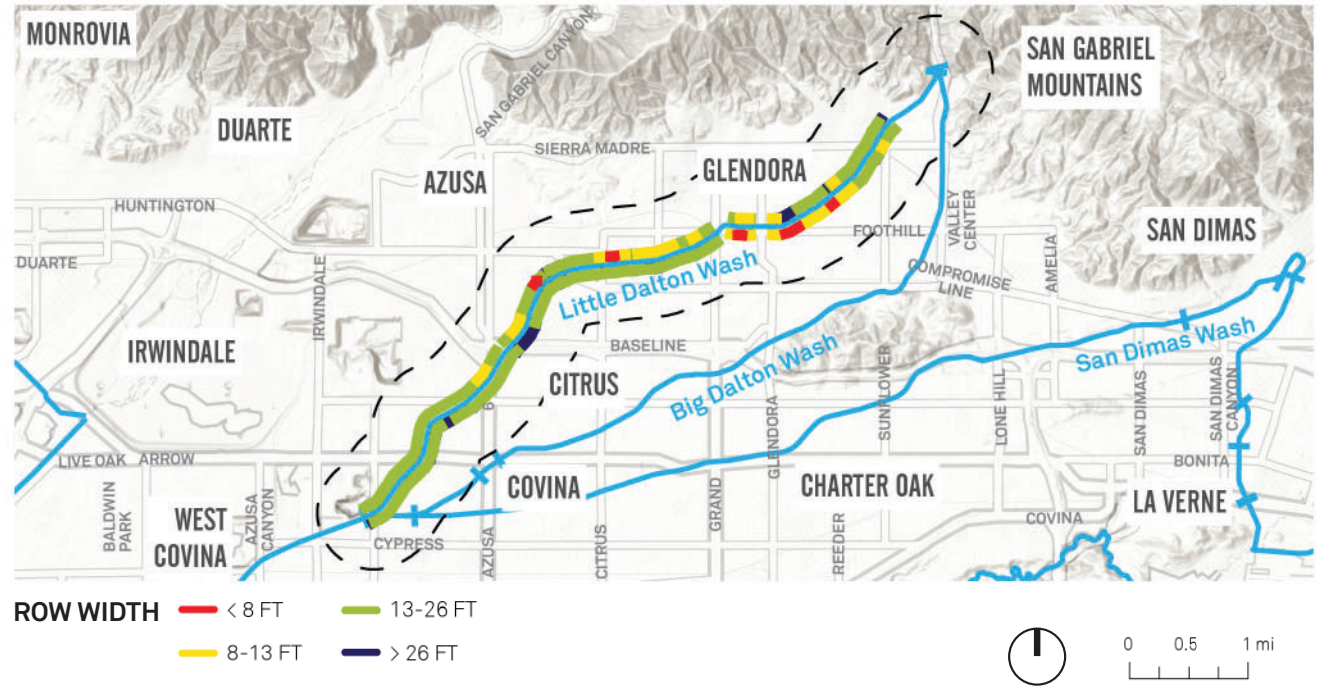 MONROVIA
SAN GABRIEL
MOUNTAINS
SAN GABRIEL CANYON
DUARTE
SIERRA MADRE
GLENDORA
AZUSA
HUNTINGTON
VALLEY
CENTER
SAN DIMAS
FOOTHILL
DUARTE
IRWINDALE
AMELIA
COMPROMISE
LINE
Little Dalton Wash
IRWINDALE
BASELINE
San Dimas Wash
CITRUS
Big Dalton Wash
SUNFLOWER
LONE HILL
SAN DIMAS
SAN DIMAS
CANYON
GLENDORA
LIVE OAK
ARROW
BONITA
COVINA
CHARTER OAK
LA VERNE
BALDWIN
PARK
AZUSA
CANYON
WEST
COVINA
GRAND
COVINA
CYPRESS
AZUSA
CITRUS
REEDER
ROW WIDTH
< 8 FT
13-26 FT
8-13 FT
> 26 FT
0 0.5 1 mi